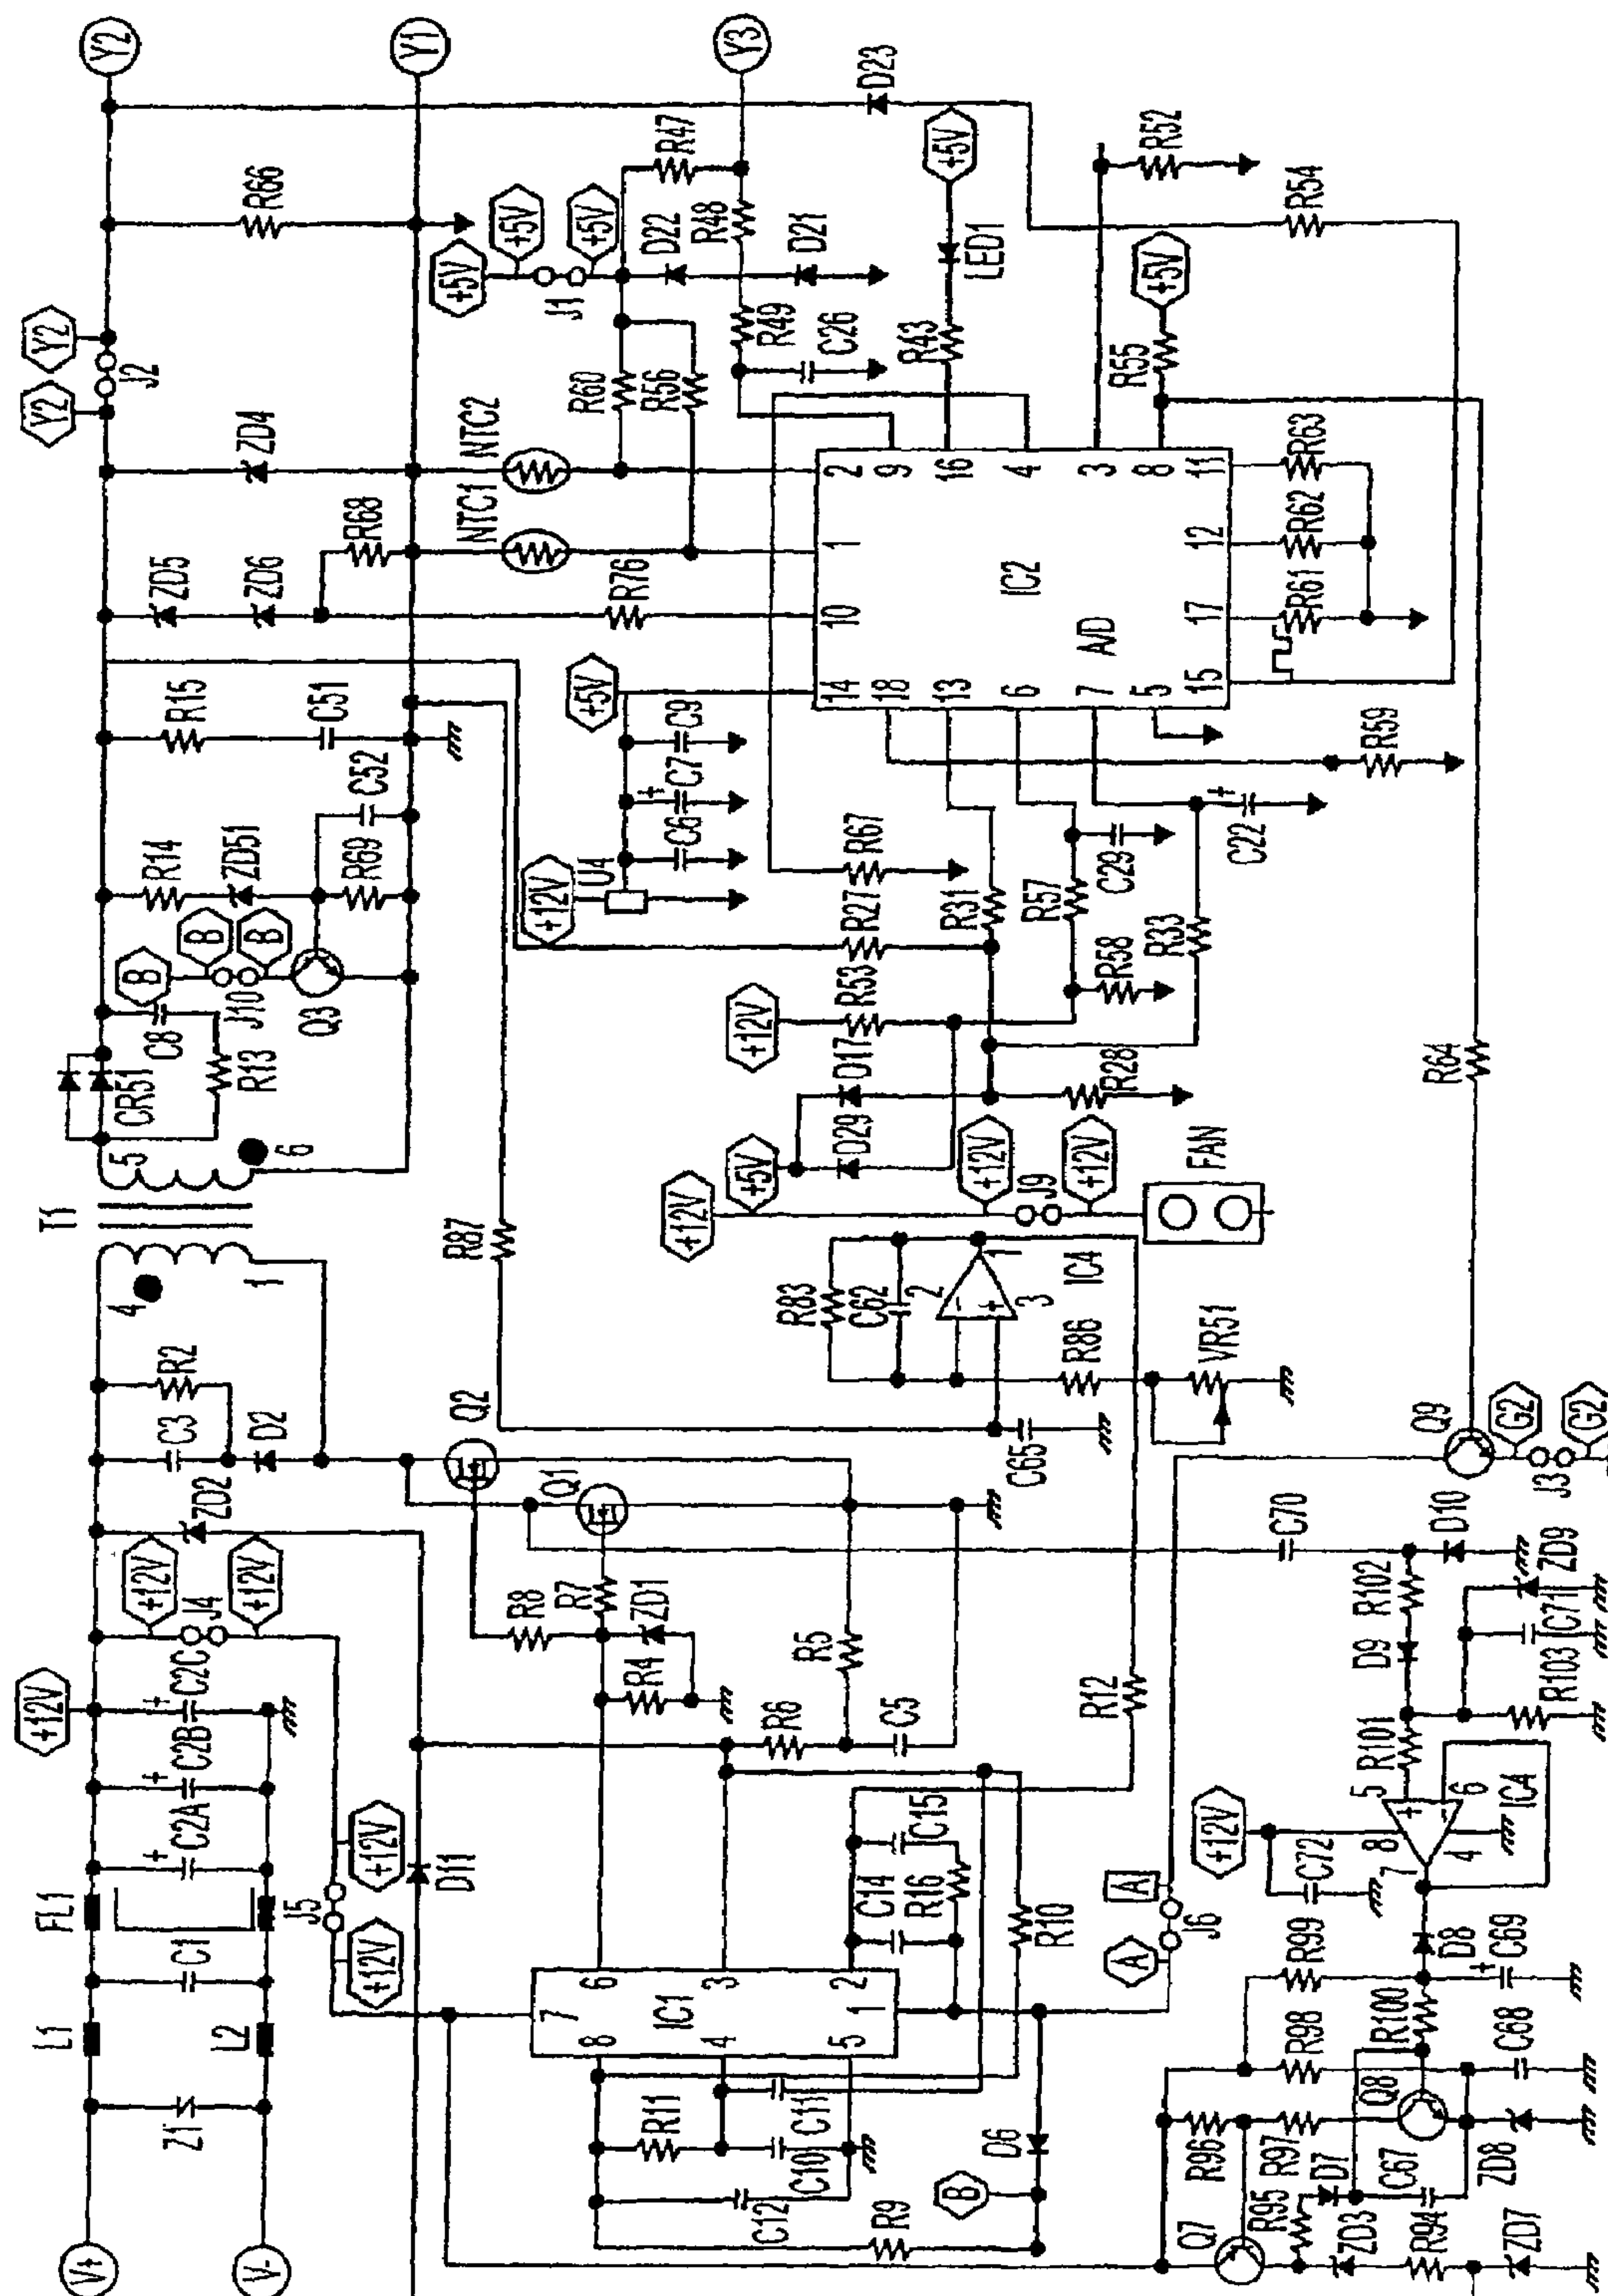 Y2
Y1
Y3
D23
R66
+5V
+5V
+5V
J1
R47
D22
R48
D21
+5V
LED1
R52
R54
Y2
Y2
J2
ZD4
NTC2
R60
R56
R49
C26
R43
R55
+5V
ZD5
ZD6
R68
NTC1
R76
2
9
16
4
3
8
1
10
IC2
A/D
11
12
17
15
R63
R62
R61
14
18
13
6
7
5
R15
C51
+5V
C9
C7
+
C6
U4
+12V
R59
C52
R14
ZD51
R69
R67
R27
R31
R57
C29
+
C22
R58
R33
B
B
B
J10
Q3
C8
R13
CR51
+12V
R53
D17
D29
+5V
R28
R64
5
6
T1
4
1
+12V
+12V
J9
+12V
FAN
R87
R83
C62
2
3
-
+
IC4
R86
VR51
C65
R2
C3
D2
ZD2
Q2
Q1
Q9
G2
J3
G2
+12V
+12V
J4
R8
R7
ZD1
R4
R5
C70
D10
ZD9
R102
C71
D9
R103
+12V
+
C2C
+
C2B
+
C2A
R6
C5
R12
R101
5
+
6
-
8
7
4
IC4
+12V
C72
FL1
C1
J5
+12V
+12V
D11
C15
C14
R16
R10
A
J6
A
R99
D8
+
C69
L1
L2
7
6
3
2
IC1
8
4
5
1
R98
R100
C68
Z1
R11
C11
C10
C12
D6
B
R9
R96
R97
Q8
D7
C67
ZD8
R95
Q7
ZD3
R94
ZD7
V+
V-